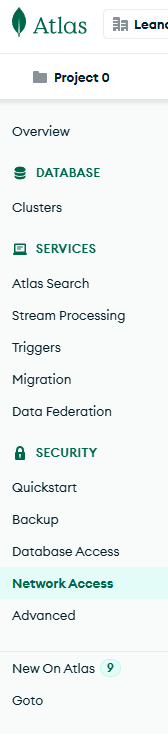 Atlas
Project 0
Overview
DATABASE
Clusters
SERVICES
Atlas Search
Stream Processing
Triggers
Migration
Data Federation
SECURITY
Quickstart
Backup
Database Access
Network Access
Advanced
New On Atlas 9
Goto